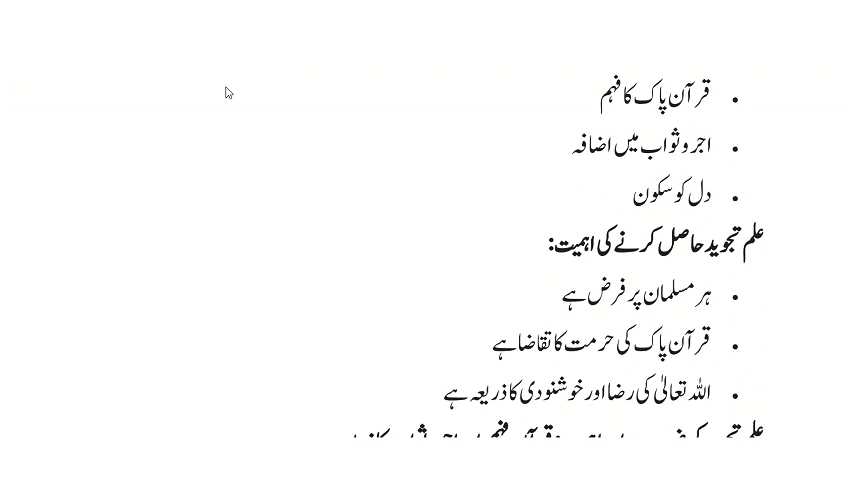 • قرآن پاک کا فہم
• اجر و ثواب میں اضافہ
• دل کو سکون
علم تجوید حاصل کرنے کی اہمیت:
• ہر مسلمان پر فرض ہے
• قرآن پاک کی حرمت کا تقاضا ہے
• اللہ تعالیٰ کی رضا اور خوشنودی کا ذریعہ ہے
علم